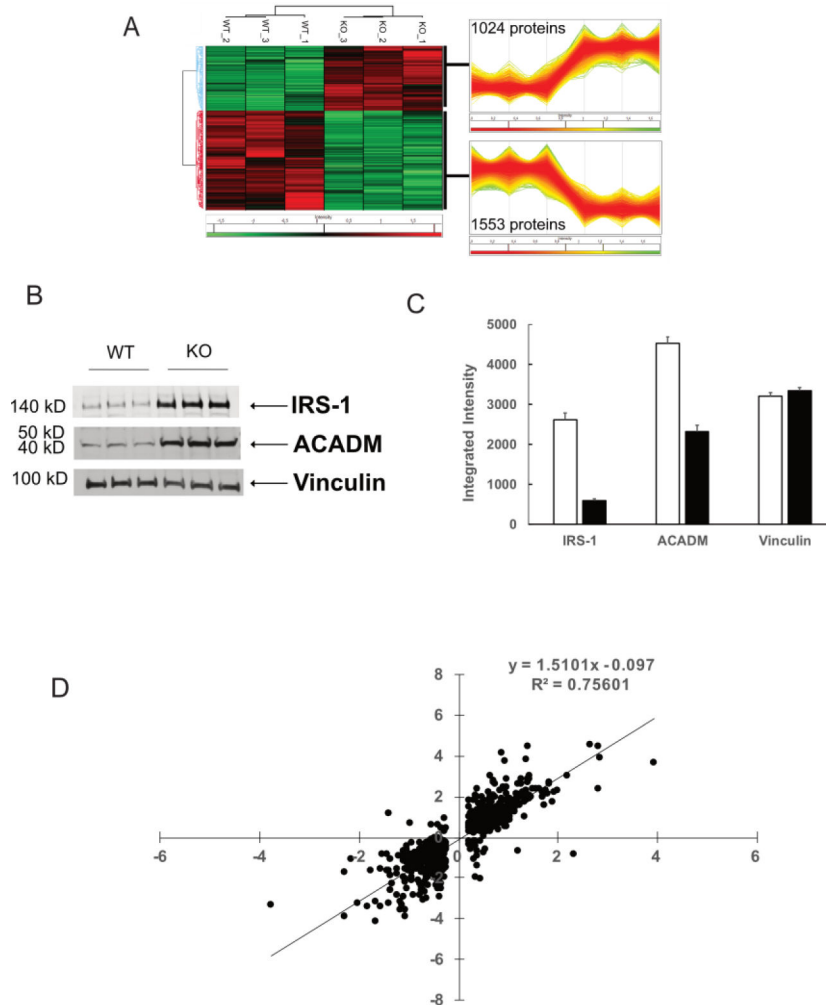 A
WT_2
WT_3
WT_1
KO_3
KO_2
KO_1
1024 proteins
Intensity
1553 proteins
Intensity
B
WT KO
140 kD
IRS-1
50 kD
40 kD
ACADM
100 kD
Vinculin
C
5000
4000
3000
2000
1000
0
Integrated Intensity
IRS-1 ACADM Vinculin
D
y = 1.5101x - 0.097
R² = 0.75601
8
6
4
2
0
-6 -4 -2 0 2 4 6
-2
-4
-6
-8